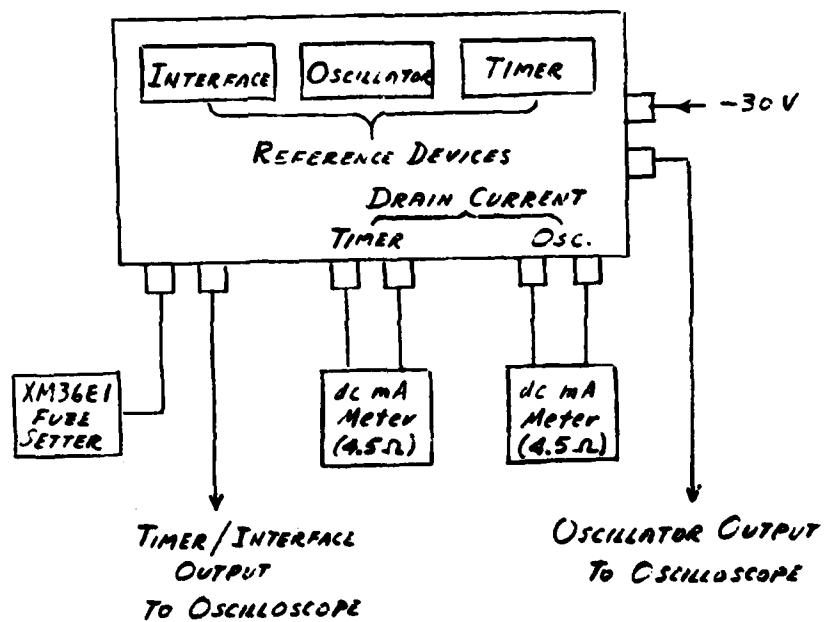 INTERFACE
OSCILLATOR
TIMER
-30V
REFERENCE DEVICES
DRAIN CURRENT
TIMER
OSC.
XM36E1
FUZE
SETTER
dc mA
Meter
(4.5Ω)
dc mA
Meter
(4.5Ω)
TIMER/INTERFACE
OUTPUT
TO OSCILLOSCOPE
OSCILLATOR OUTPUT
TO OSCILLOSCOPE